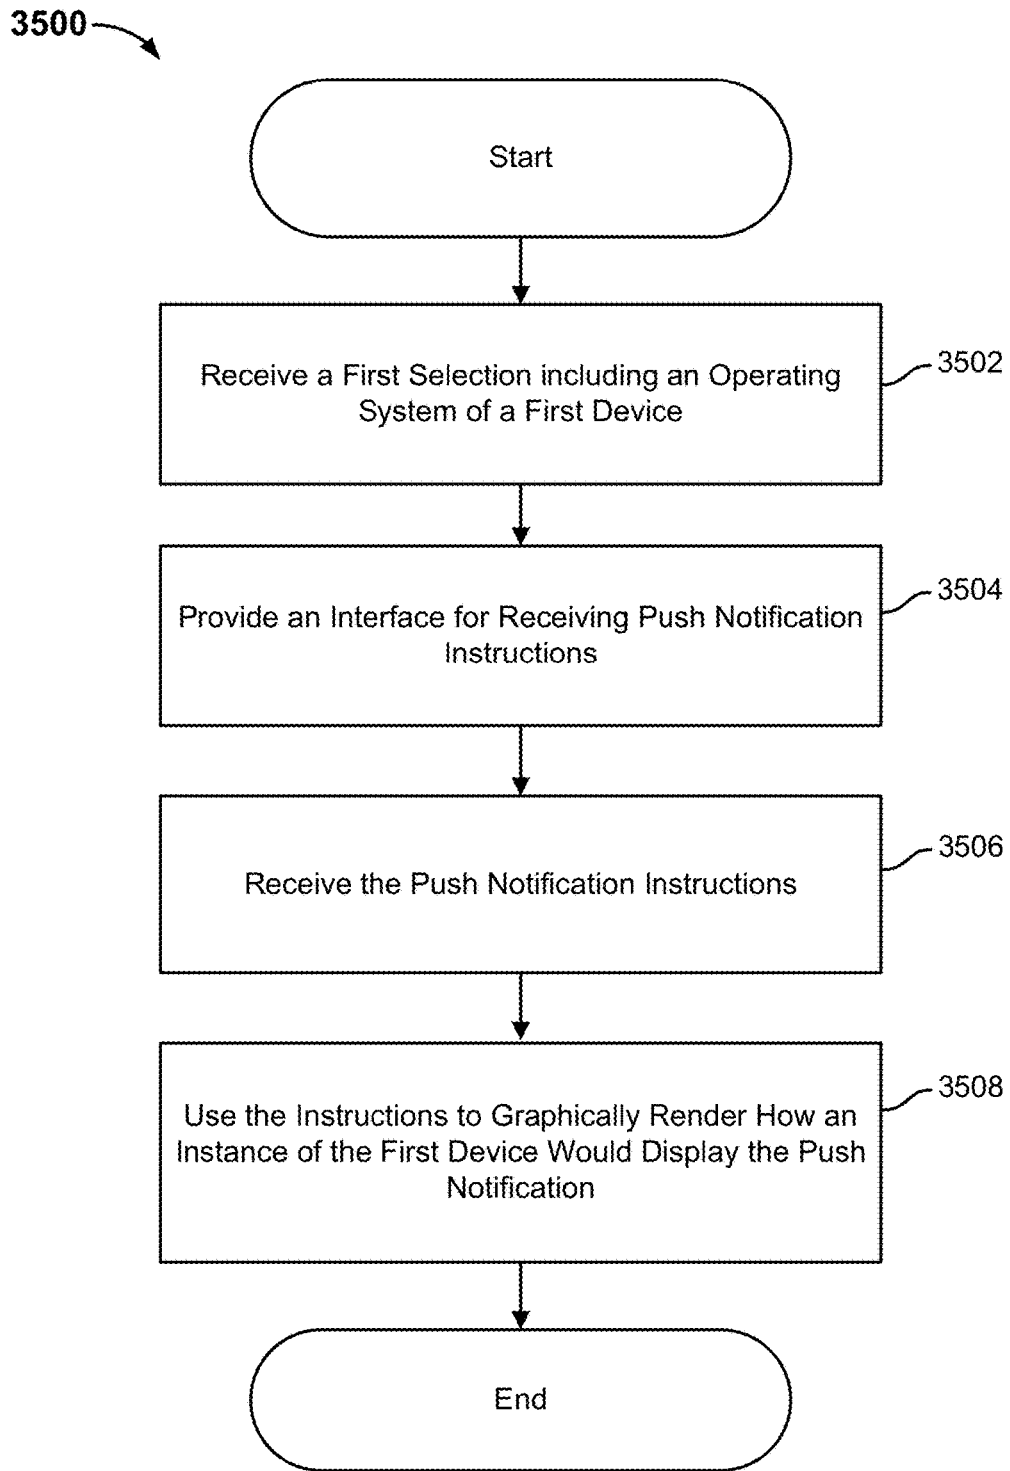 3500
Start
Receive a First Selection including an Operating
System of a First Device
3502
Provide an Interface for Receiving Push Notification
Instructions
3504
Receive the Push Notification Instructions
3506
Use the Instructions to Graphically Render How an
Instance of the First Device Would Display the Push
Notification
3508
End